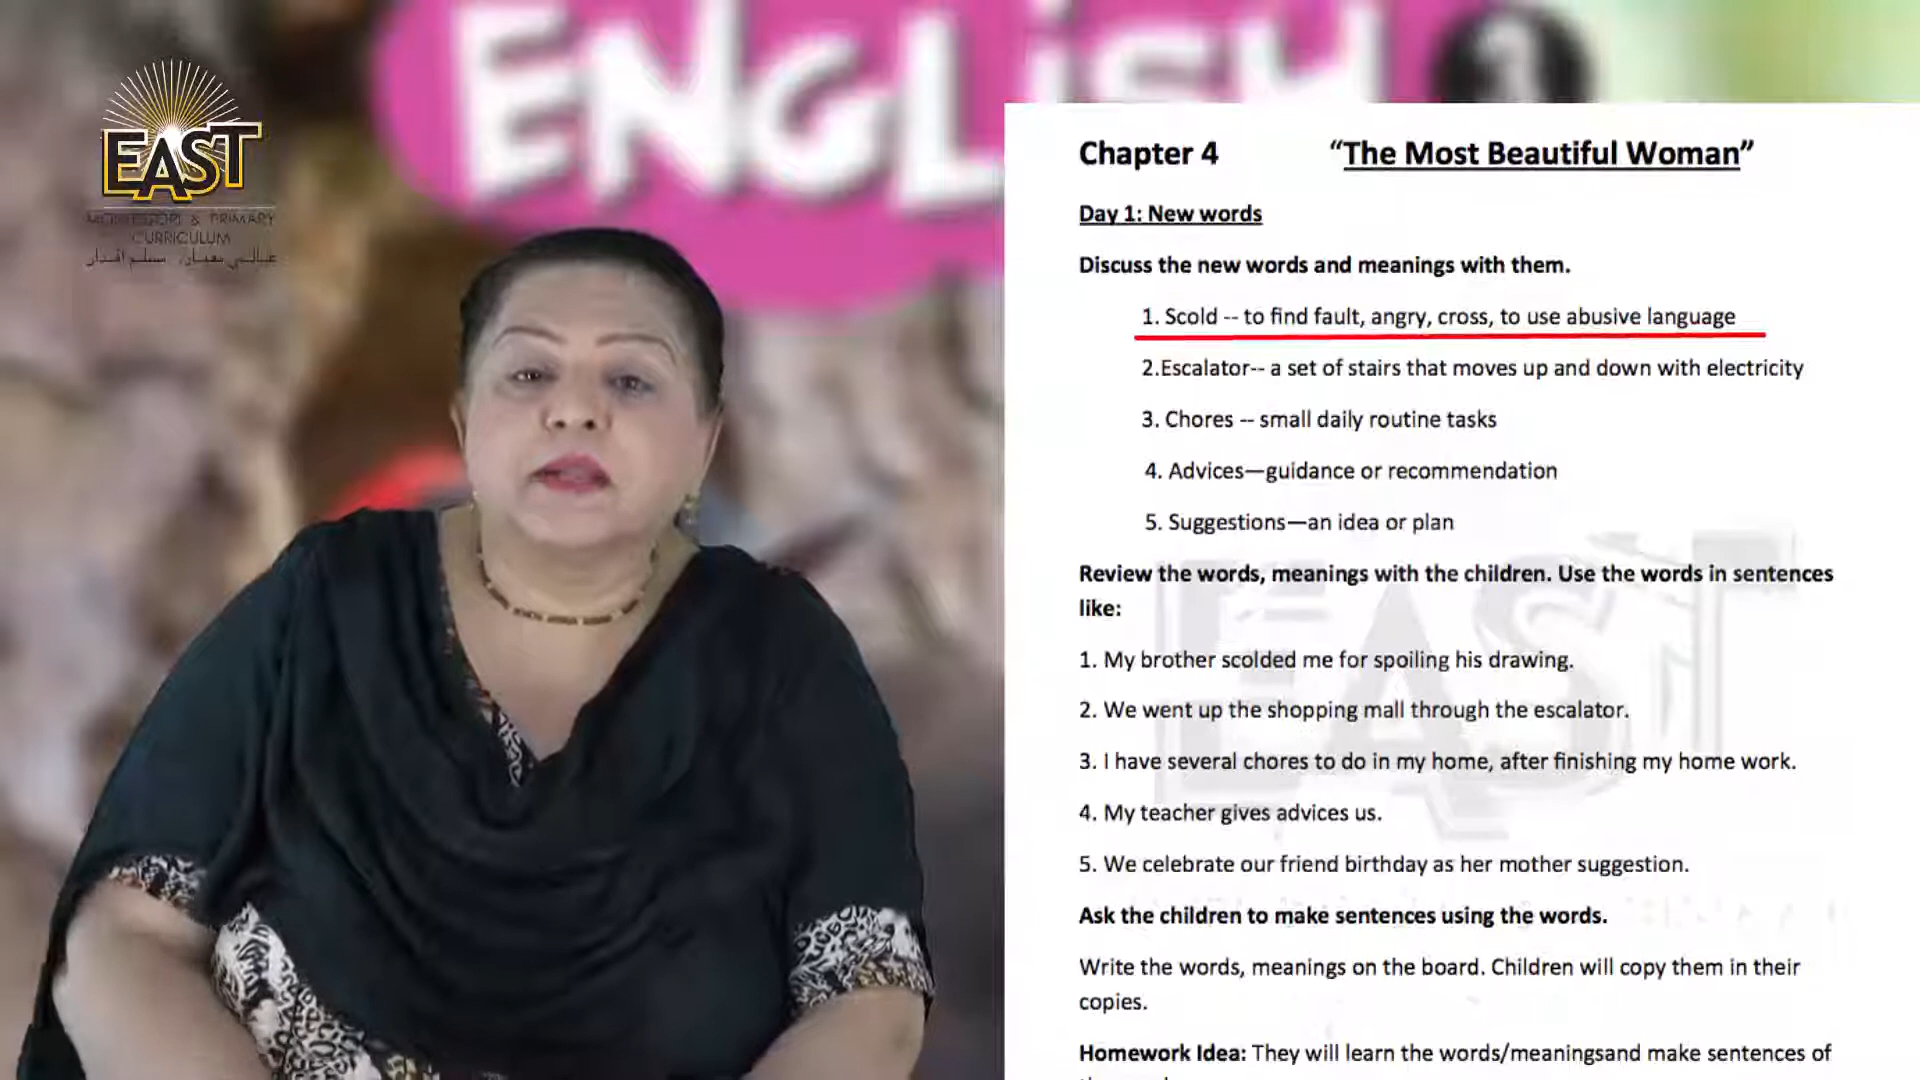 ENGLISH
EAST
MONTESSORI & PRIMARY
CURRICULUM
عالمی معیار، مسلم اقدار
Chapter 4 “The Most Beautiful Woman”
Day 1: New words
Discuss the new words and meanings with them.
1. Scold -- to find fault, angry, cross, to use abusive language
2.Escalator-- a set of stairs that moves up and down with electricity
3. Chores -- small daily routine tasks
4. Advices—guidance or recommendation
5. Suggestions—an idea or plan
Review the words, meanings with the children. Use the words in sentences
like:
1. My brother scolded me for spoiling his drawing.
2. We went up the shopping mall through the escalator.
3. I have several chores to do in my home, after finishing my home work.
4. My teacher gives advices us.
5. We celebrate our friend birthday as her mother suggestion.
Ask the children to make sentences using the words.
Write the words, meanings on the board. Children will copy them in their
copies.
Homework Idea: They will learn the words/meaningsand make sentences of
EAST